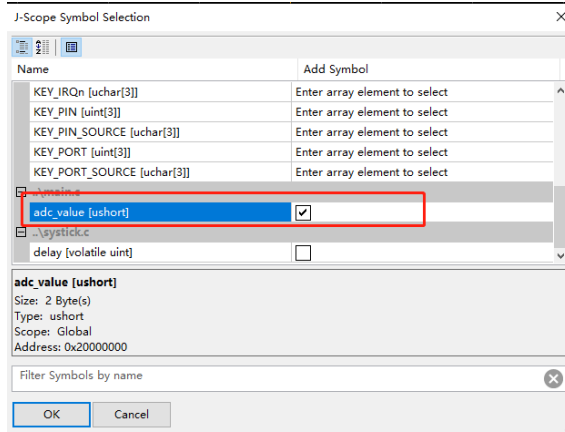 J-Scope Symbol Selection
Name Add Symbol
KEY_IRQn [uchar[3]] Enter array element to select
KEY_PIN [uint[3]] Enter array element to select
KEY_PIN_SOURCE [uchar[3]] Enter array element to select
KEY_PORT [uint[3]] Enter array element to select
KEY_PORT_SOURCE [uchar[3]] Enter array element to select
..\main.c
adc_value [ushort]
..\systick.c
delay [volatile uint]
adc_value [ushort]
Size: 2 Byte(s)
Type: ushort
Scope: Global
Address: 0x20000000
Filter Symbols by name
OK Cancel